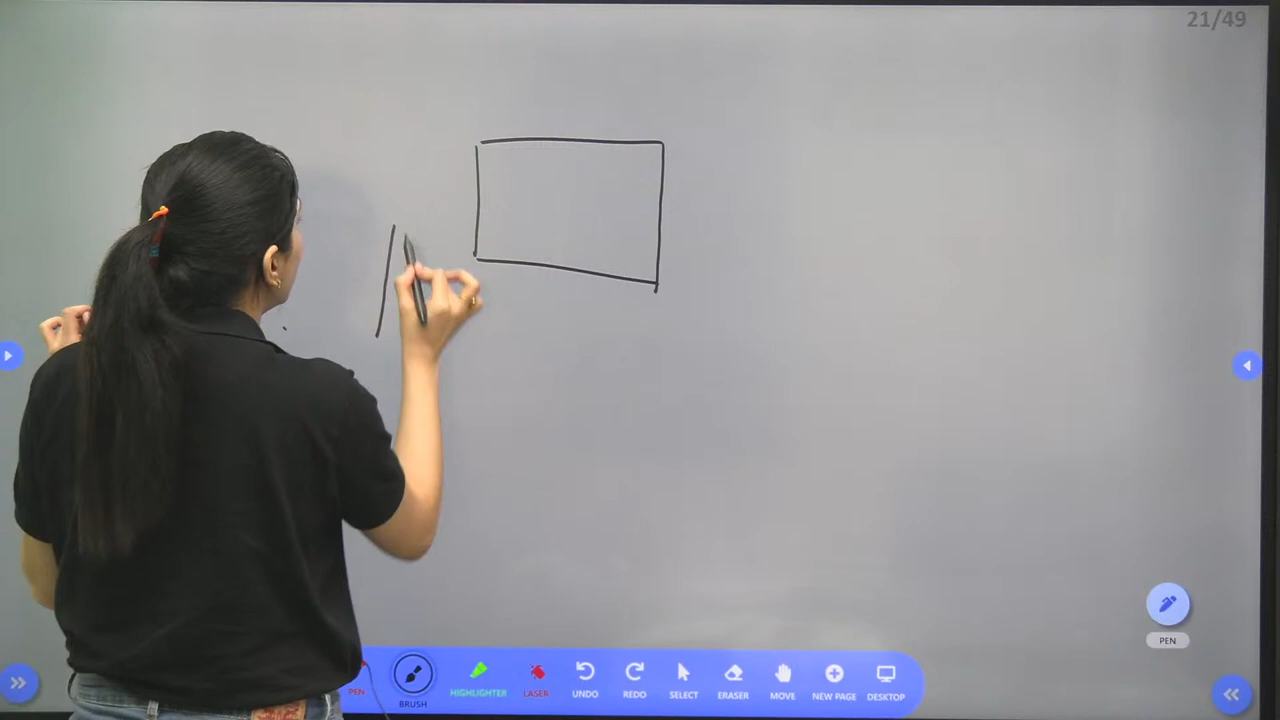 21/49
PEN
PEN BRUSH HIGHLIGHTER LASER UNDO REDO SELECT ERASER MOVE NEW PAGE DESKTOP